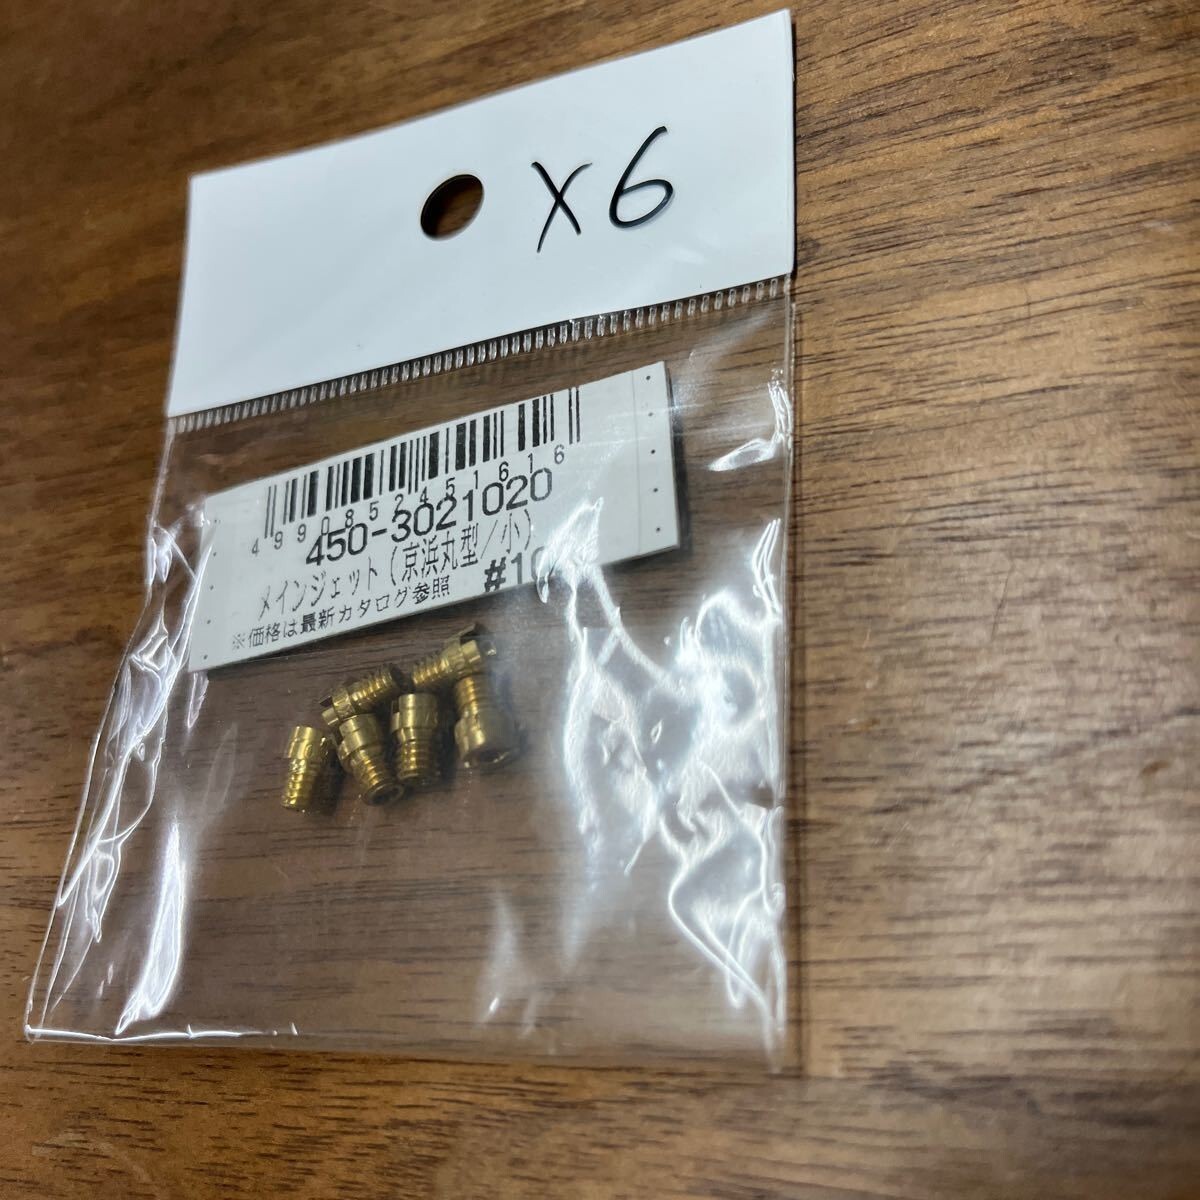 X6
4990852451616
450-3021020
メインジェット(京浜丸型/小)
※価格は最新カタログ参照